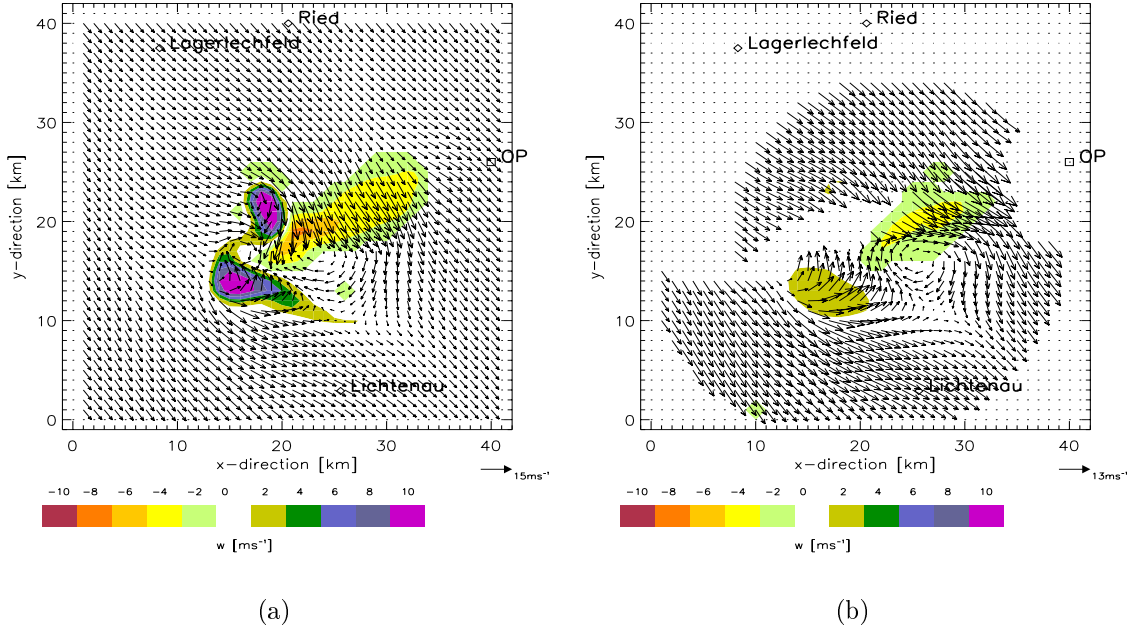 40
Ried
Lagerlechfeld
30
OP
y-direction [km]
20
10
Lichtenau
0
0 10 20 30 40
x-direction [km]
15ms⁻¹
-10 -8 -6 -4 -2 0 2 4 6 8 10
w [ms⁻¹]
(a)
40
Ried
Lagerlechfeld
30
OP
y-direction [km]
20
10
Lichtenau
0
0 10 20 30 40
x-direction [km]
13ms⁻¹
-10 -8 -6 -4 -2 0 2 4 6 8 10
w [ms⁻¹]
(b)